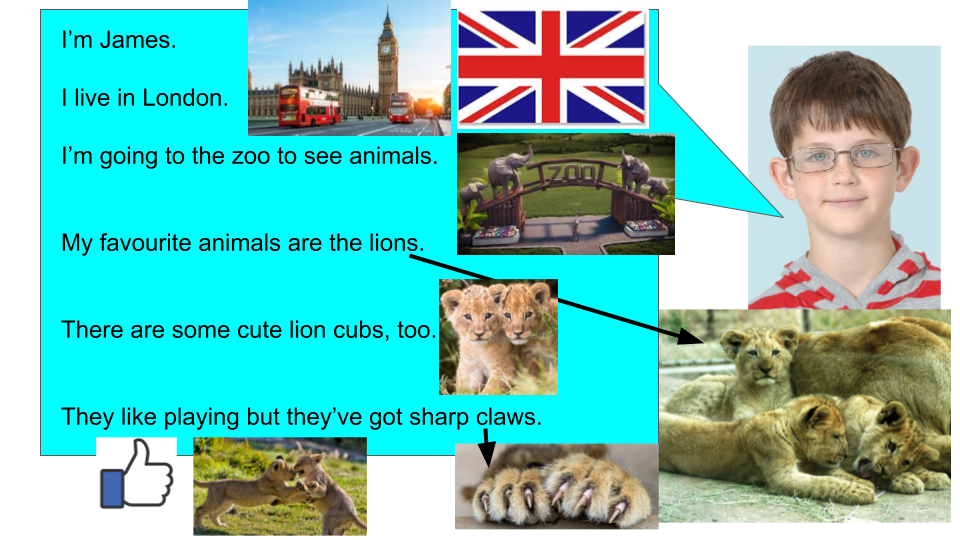 I'm James.
I live in London.
I'm going to the zoo to see animals.
ZOO
My favourite animals are the lions.
There are some cute lion cubs, too.
They like playing but they've got sharp claws.